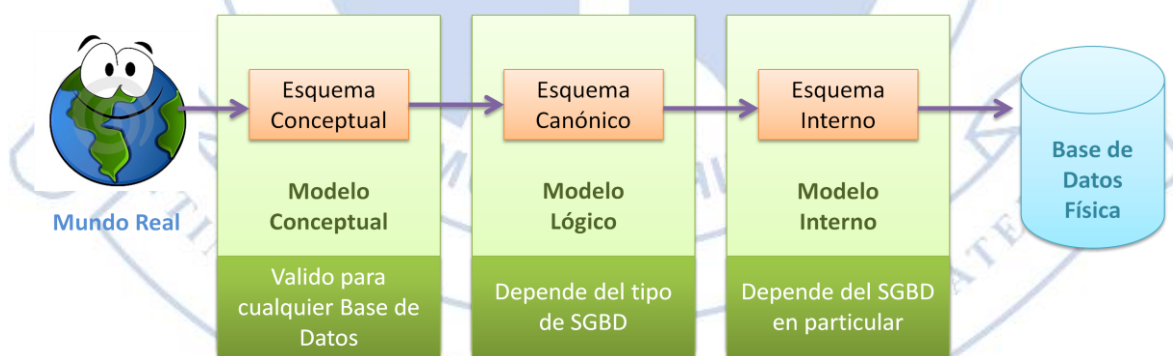 Mundo Real
Esquema
Conceptual
Modelo
Conceptual
Valido para
cualquier Base de
Datos
Esquema
Canónico
Modelo
Lógico
Depende del tipo
de SGBD
Esquema
Interno
Modelo
Interno
Depende del SGBD
en particular
Base de
Datos
Física